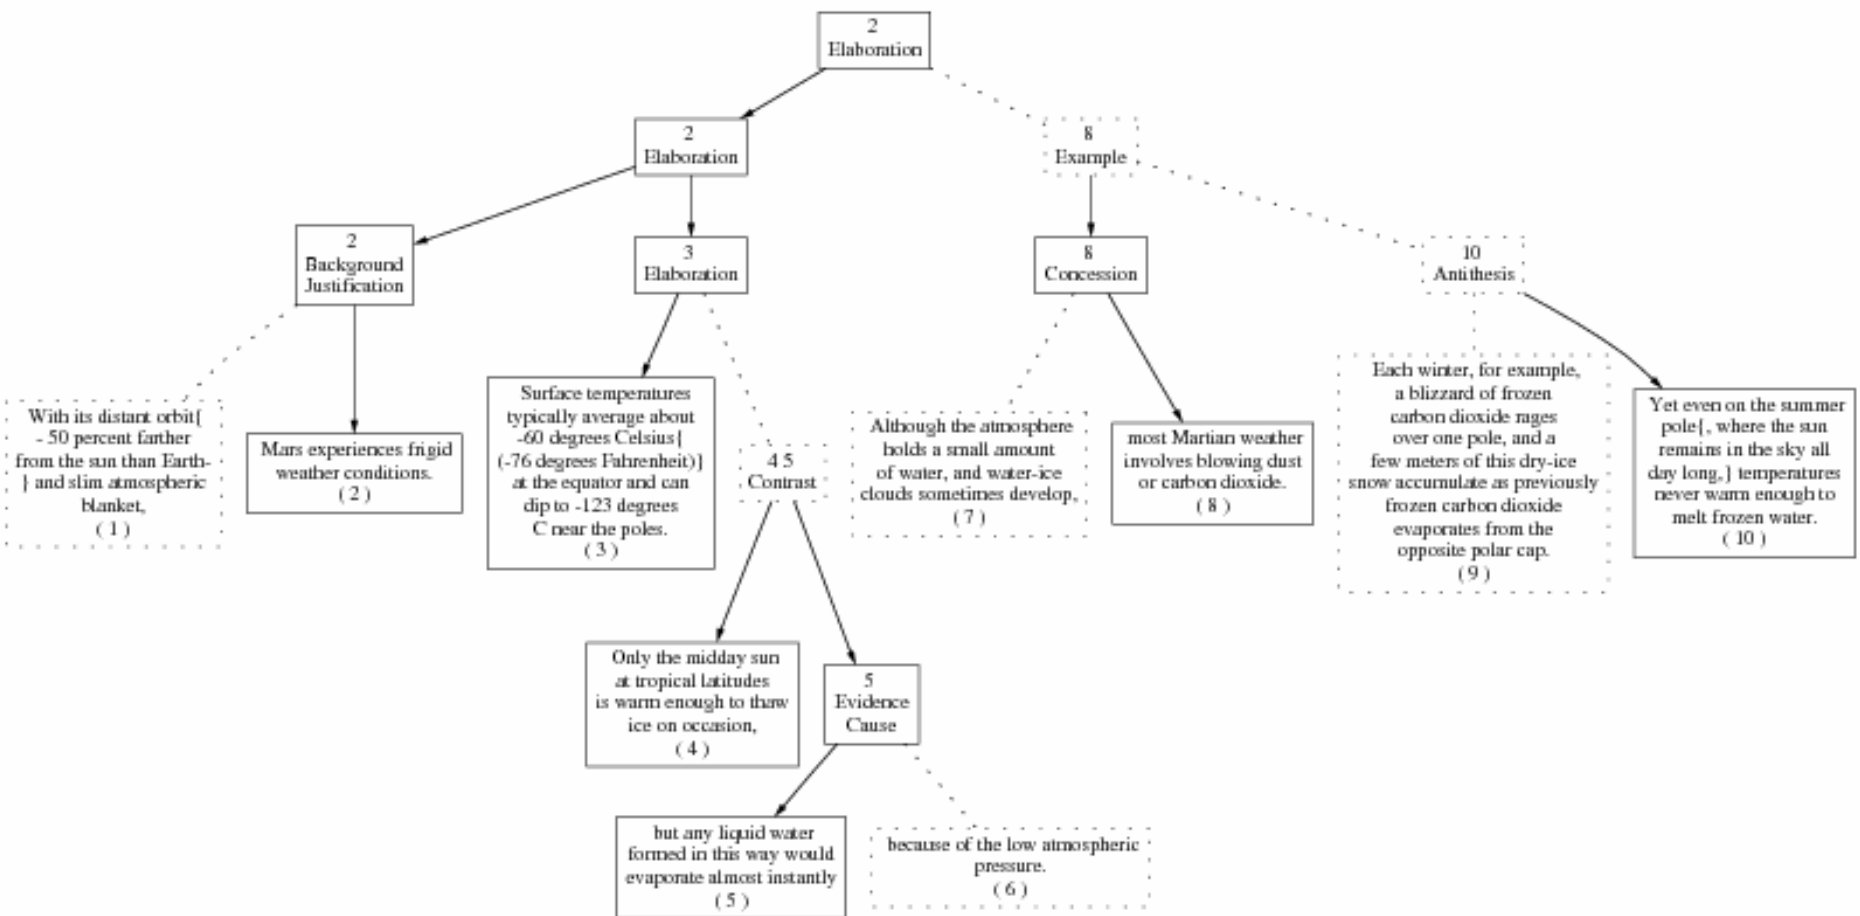 2
Elaboration
2
Elaboration
8
Example
2
Background
Justification
3
Elaboration
8
Concession
10
Antithesis
With its distant orbit{
- 50 percent farther
from the sun than Earth-
} and slim atmospheric
blanket,
( 1 )
Mars experiences frigid
weather conditions.
( 2 )
Surface temperatures
typically average about
-60 degrees Celsius{
(-76 degrees Fahrenheit)}
at the equator and can
dip to -123 degrees
C near the poles.
( 3 )
4 5
Contrast
Although the atmosphere
holds a small amount
of water, and water-ice
clouds sometimes develop,
( 7 )
most Martian weather
involves blowing dust
or carbon dioxide.
( 8 )
Each winter, for example,
a blizzard of frozen
carbon dioxide rages
over one pole, and a
few meters of this dry-ice
snow accumulate as previously
frozen carbon dioxide
evaporates from the
opposite polar cap.
( 9 )
Yet even on the summer
pole{, where the sun
remains in the sky all
day long,} temperatures
never warm enough to
melt frozen water.
( 10 )
Only the midday sun
at tropical latitudes
is warm enough to thaw
ice on occasion,
( 4 )
5
Evidence
Cause
but any liquid water
formed in this way would
evaporate almost instantly
( 5 )
because of the low atmospheric
pressure.
( 6 )